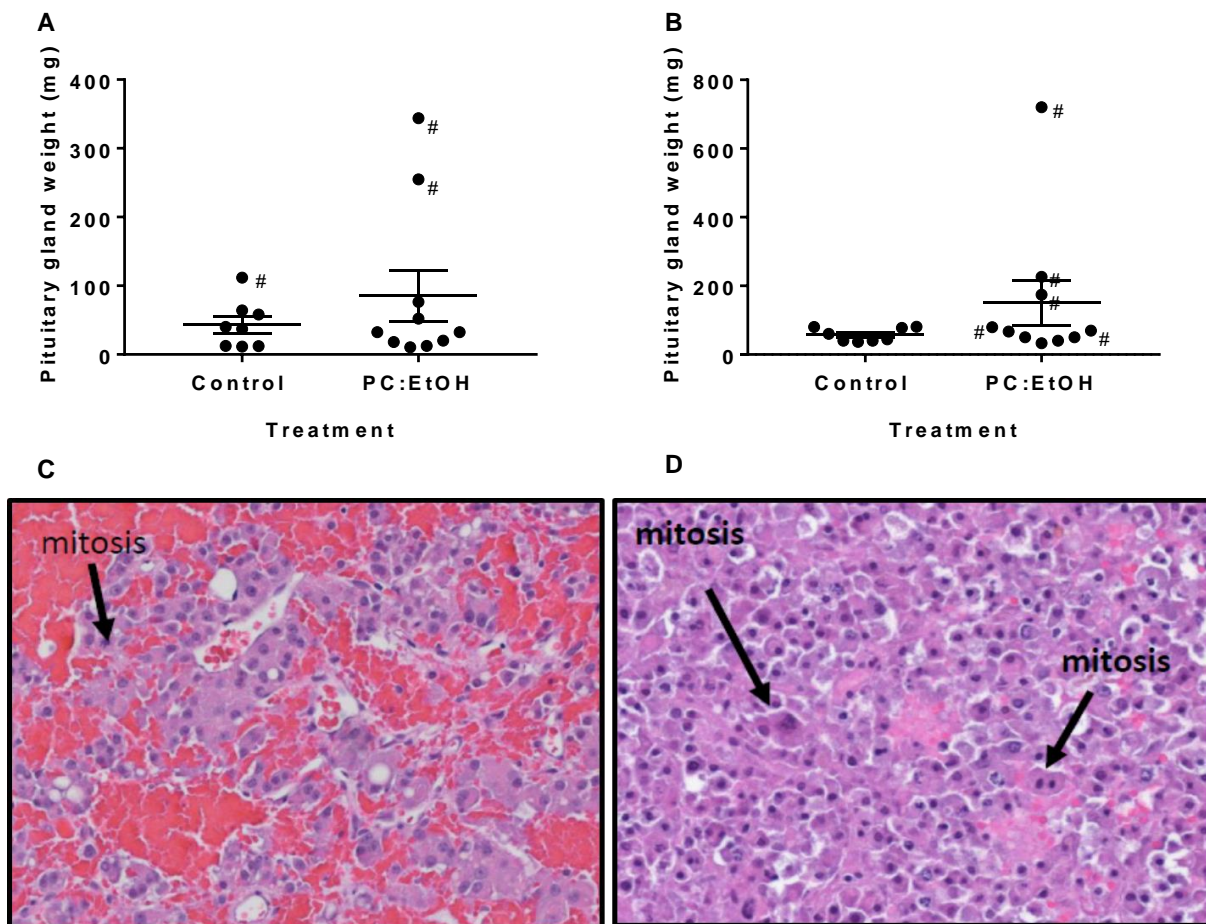 A
Pituitary gland weight (mg)
400
300
200
100
0
#
#
#
Control
PC:EtOH
Treatment
B
Pituitary gland weight (mg)
800
600
400
200
0
#
#
#
#
#
Control
PC:EtOH
Treatment
C
mitosis
D
mitosis
mitosis